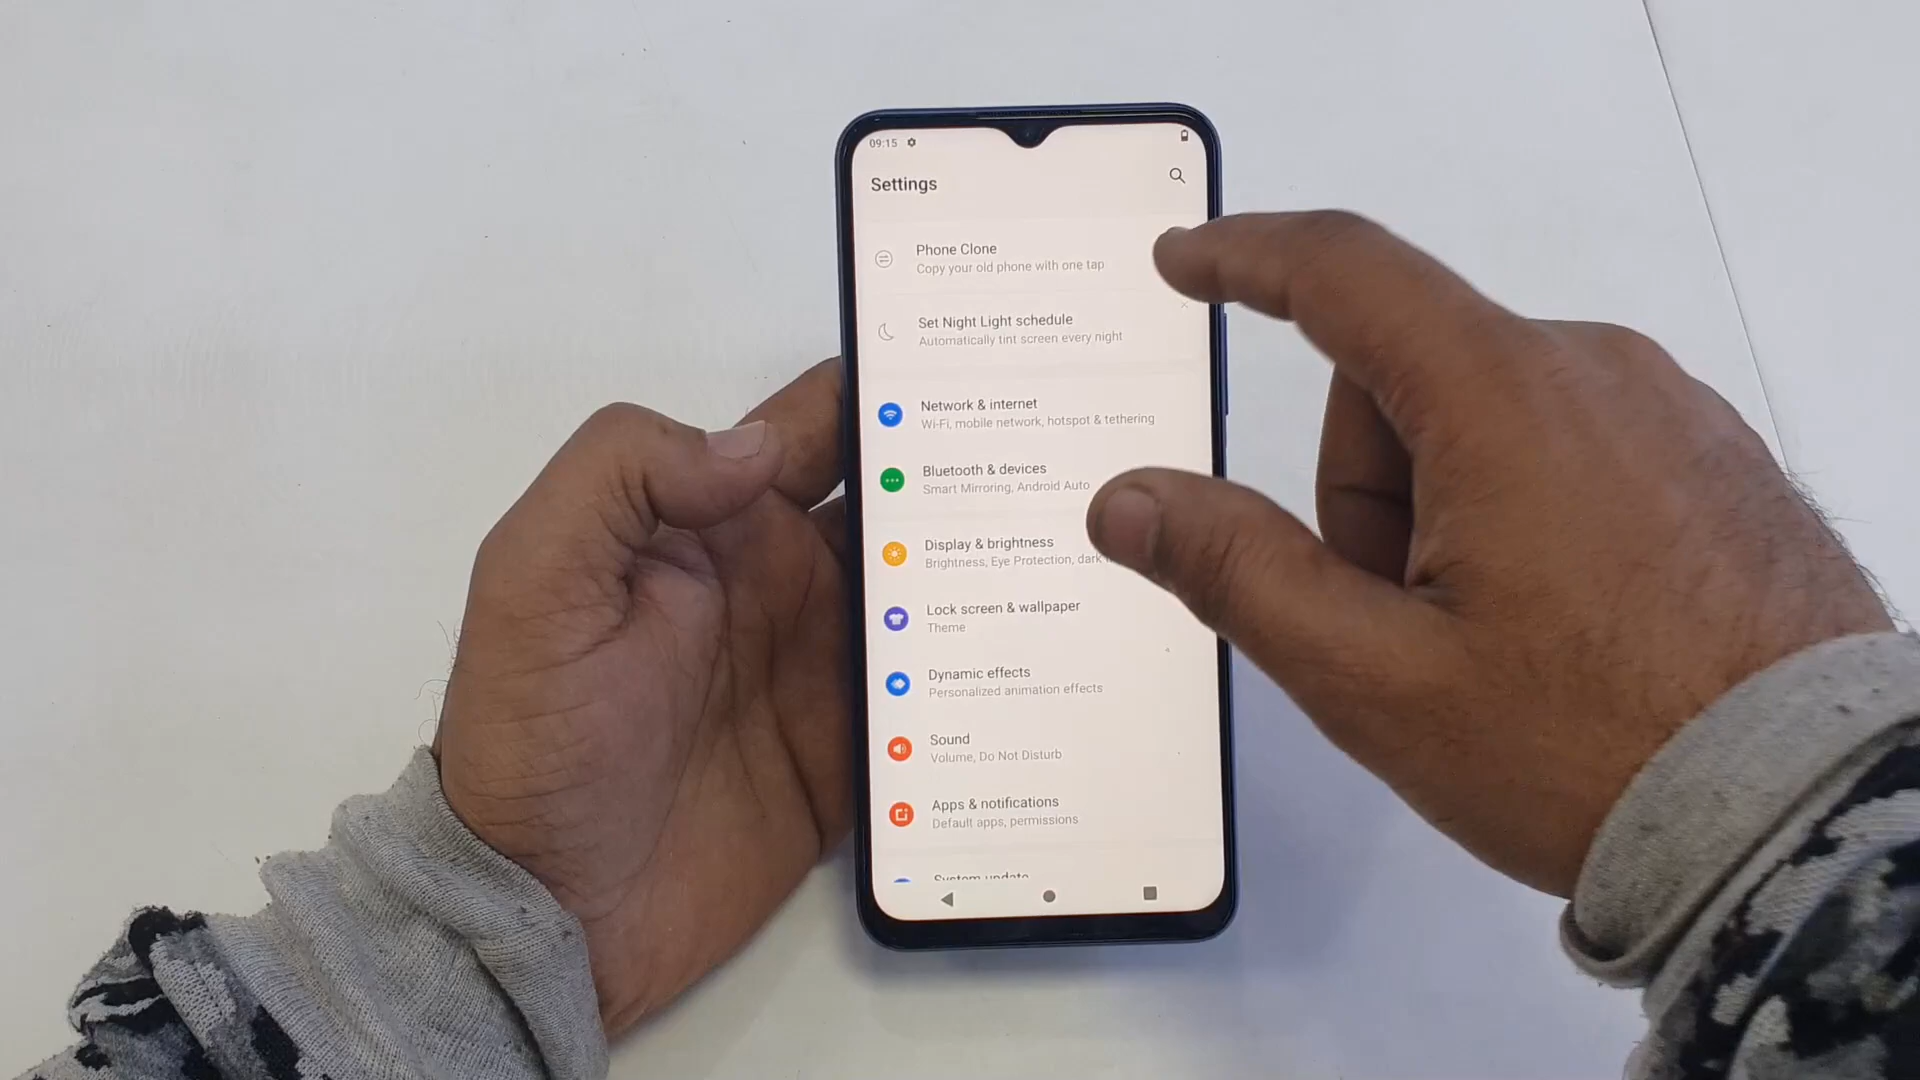 09:15
Settings
Phone Clone
Copy your old phone with one tap
Set Night Light schedule
Automatically tint screen every night
Network & internet
Wi-Fi, mobile network, hotspot & tethering
Bluetooth & devices
Smart Mirroring, Android Auto
Display & brightness
Brightness, Eye Protection, dark
Lock screen & wallpaper
Theme
Dynamic effects
Personalized animation effects
Sound
Volume, Do Not Disturb
Apps & notifications
Default apps, permissions
System update